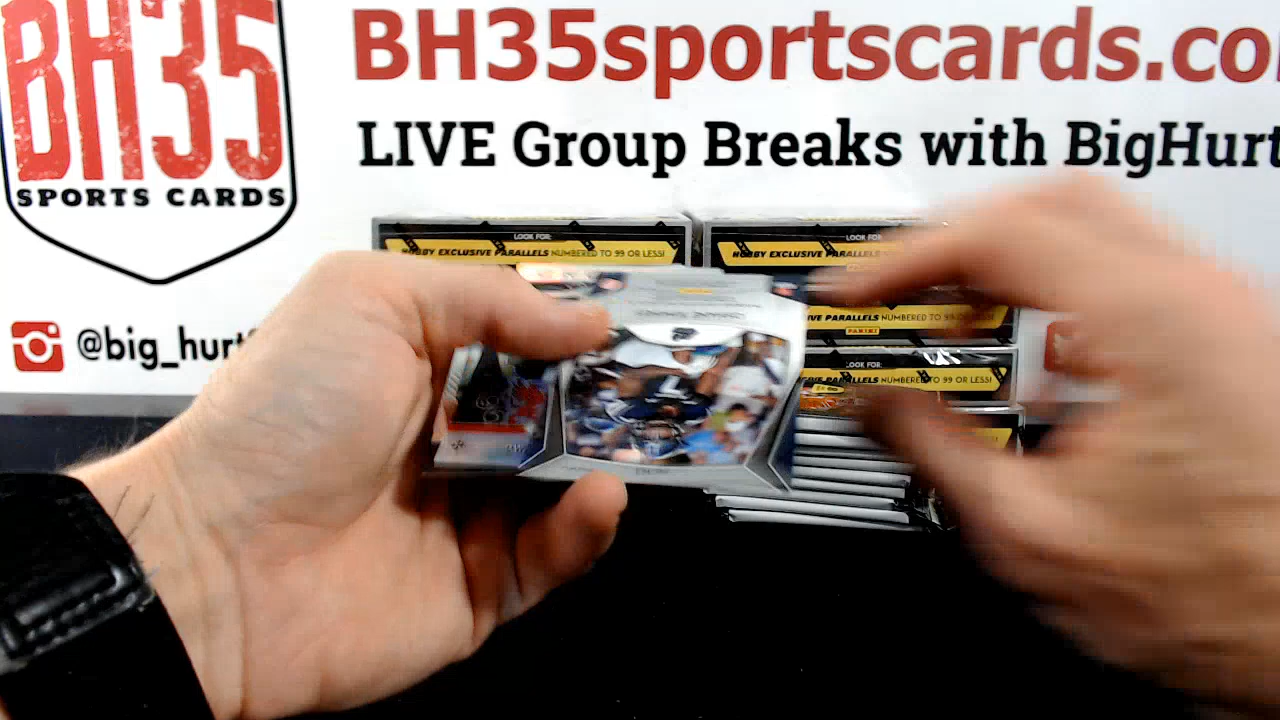 BH35
SPORTS CARDS
BH35sportscards.co
LIVE Group Breaks with BigHurt
@big_hurt
LOOK FOR:
HOBBY EXCLUSIVE PARALLELS NUMBERED TO 99 OR LESS!
LOOK FOR:
HOBBY EXCLUSIVE PARALLELS NUMBERED TO 99 OR LESS!
PARALLELS NUMBERED TO 99 OR LESS!
PANINI
LOOK FOR:
PARALLELS NUMBERED TO 99 OR LESS!